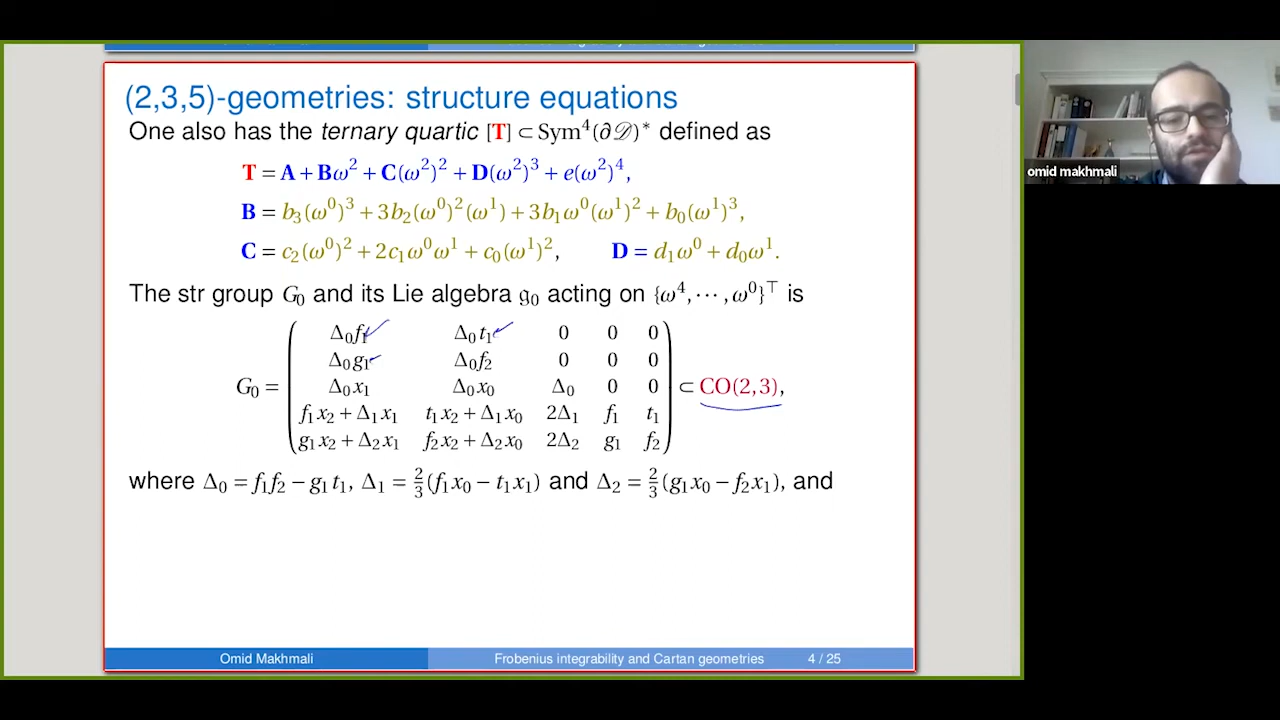 (2,3,5)-geometries: structure equations
One also has the ternary quartic [T] ⊂ Sym⁴(∂𝒟)* defined as
T = A + Bω² + C(ω²)² + D(ω²)³ + e(ω²)⁴,
B = b₃(ω⁰)³ + 3b₂(ω⁰)²(ω¹) + 3b₁ω⁰(ω¹)² + b₀(ω¹)³,
C = c₂(ω⁰)² + 2c₁ω⁰ω¹ + c₀(ω¹)², D = d₁ω⁰ + d₀ω¹.
The str group G₀ and its Lie algebra 𝔤₀ acting on {ω⁴, ⋯ , ω⁰}⊤ is
Δ₀f₁ Δ₀t₁ 0 0 0
Δ₀g₁ Δ₀f₂ 0 0 0
G₀ = Δ₀x₁ Δ₀x₀ Δ₀ 0 0 ⊂ CO(2,3),
f₁x₂ + Δ₁x₁ t₁x₂ + Δ₁x₀ 2Δ₁ f₁ t₁
g₁x₂ + Δ₂x₁ f₂x₂ + Δ₂x₀ 2Δ₂ g₁ f₂
where Δ₀ = f₁f₂ − g₁t₁, Δ₁ = 2/3(f₁x₀ − t₁x₁) and Δ₂ = 2/3(g₁x₀ − f₂x₁), and
Omid Makhmali Frobenius integrability and Cartan geometries 4 / 25
omid makhmali